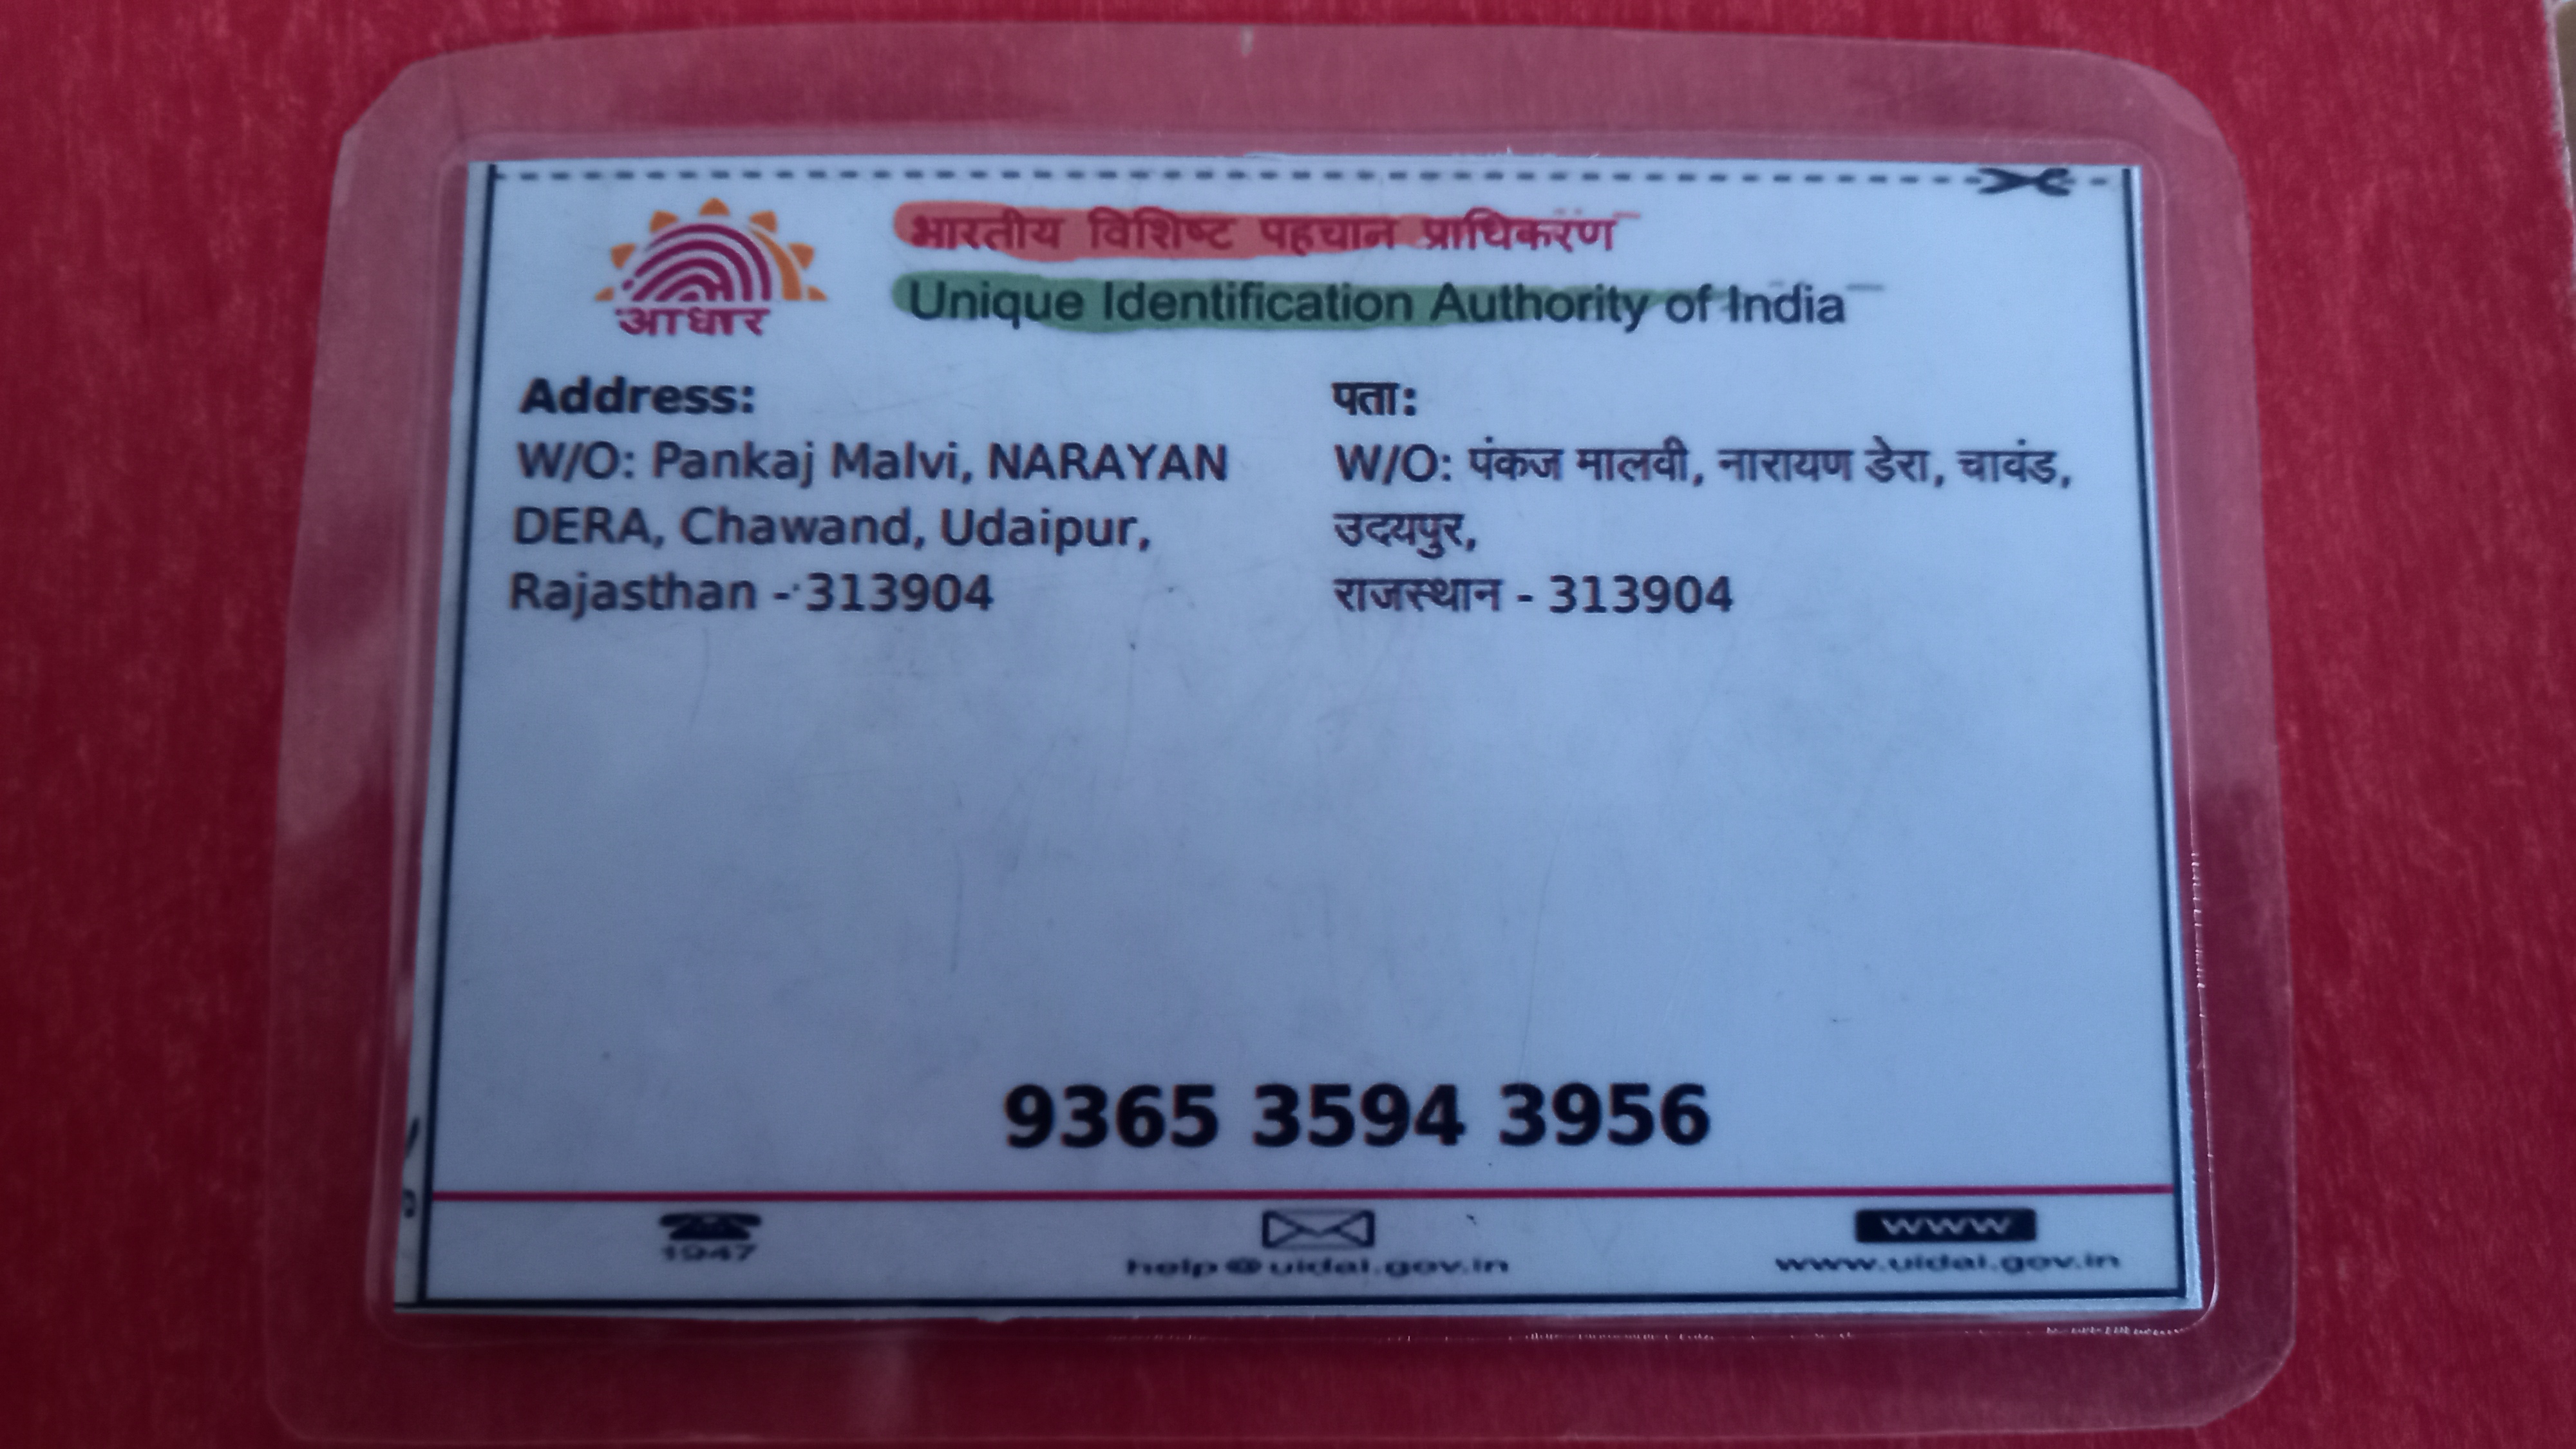 आधार
भारतीय विशिष्ट पहचान प्राधिकरण
Unique Identification Authority of India
Address:
W/O: Pankaj Malvi, NARAYAN
DERA, Chawand, Udaipur,
Rajasthan - 313904
पता:
W/O: पंकज मालवी, नारायण डेरा, चावंड,
उदयपुर,
राजस्थान - 313904
9365 3594 3956
1947
help@uidai.gov.in
www
www.uidai.gov.in